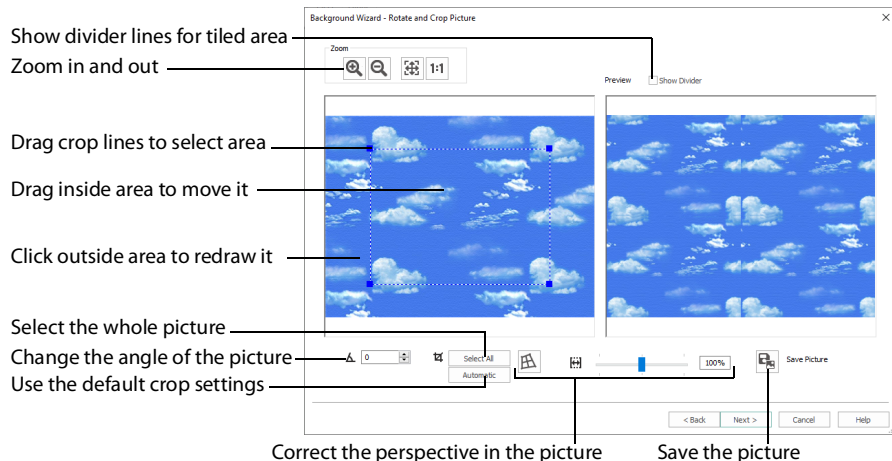 Background Wizard - Rotate and Crop Picture
Show divider lines for tiled area
Zoom
Zoom in and out
1:1
Preview
Show Divider
Drag crop lines to select area
Drag inside area to move it
Click outside area to redraw it
Select the whole picture
Change the angle of the picture
0
Select All
100%
Save Picture
Use the default crop settings
Automatic
< Back
Next >
Cancel
Help
Correct the perspective in the picture
Save the picture